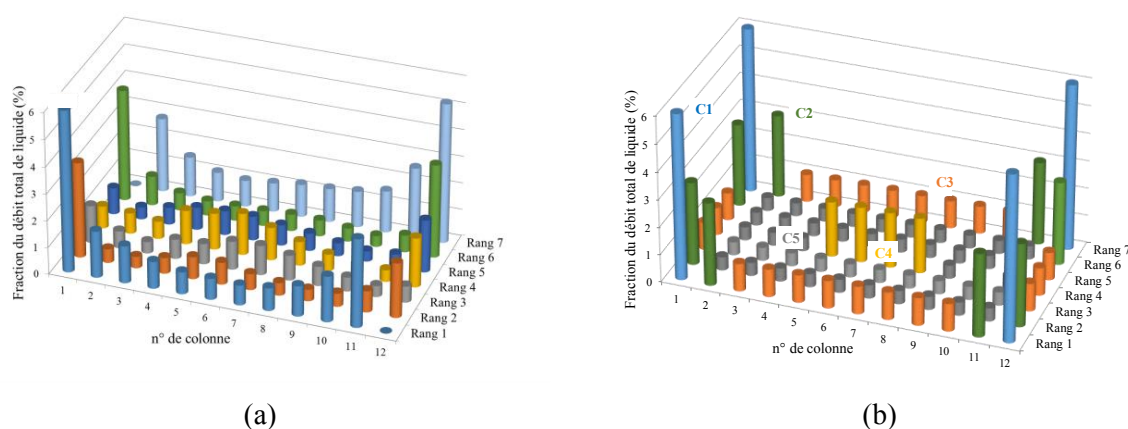 Fraction du débit total de liquide (%)
6
5
4
3
2
1
0
1 2 3 4 5 6 7 8 9 10 11 12
n° de colonne
Rang 7
Rang 6
Rang 5
Rang 4
Rang 3
Rang 2
Rang 1
(a)
Fraction du débit total de liquide (%)
6
5
4
3
2
1
0
C1
C2
C3
C4
C5
1 2 3 4 5 6 7 8 9 10 11 12
n° de colonne
Rang 7
Rang 6
Rang 5
Rang 4
Rang 3
Rang 2
Rang 1
(b)